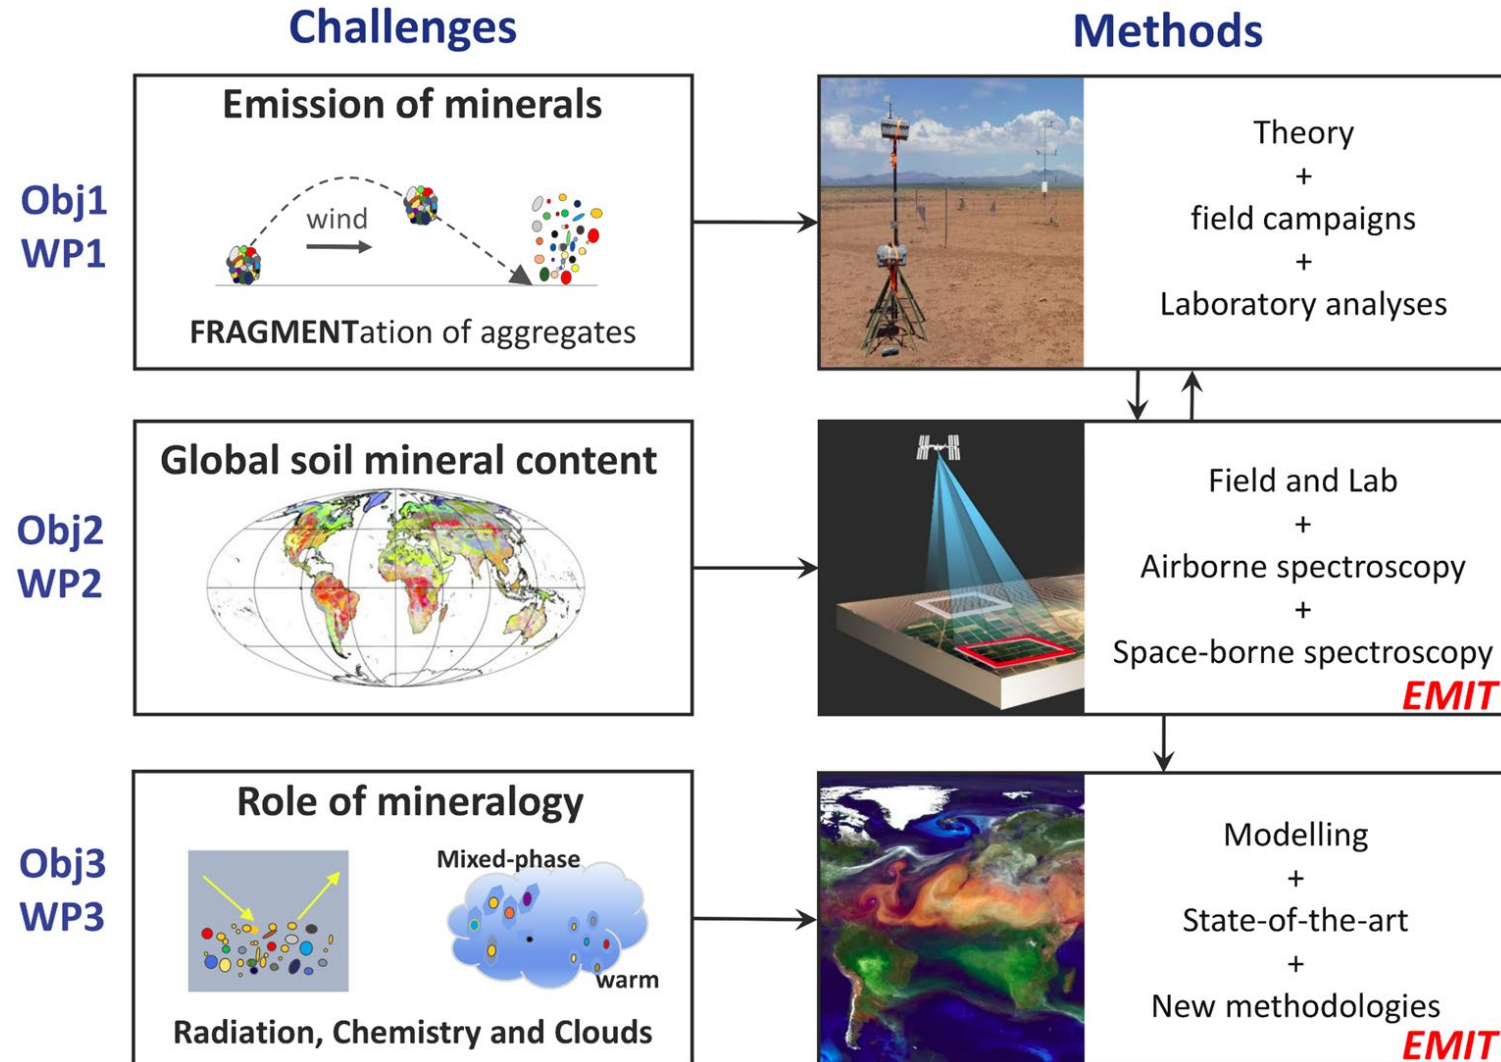 Challenges
Methods
Obj1
WP1
Emission of minerals
wind
FRAGMENTation of aggregates
Theory
+
field campaigns
+
Laboratory analyses
Obj2
WP2
Global soil mineral content
Field and Lab
+
Airborne spectroscopy
+
Space-borne spectroscopy
EMIT
Obj3
WP3
Role of mineralogy
Mixed-phase
warm
Radiation, Chemistry and Clouds
Modelling
+
State-of-the-art
+
New methodologies
EMIT